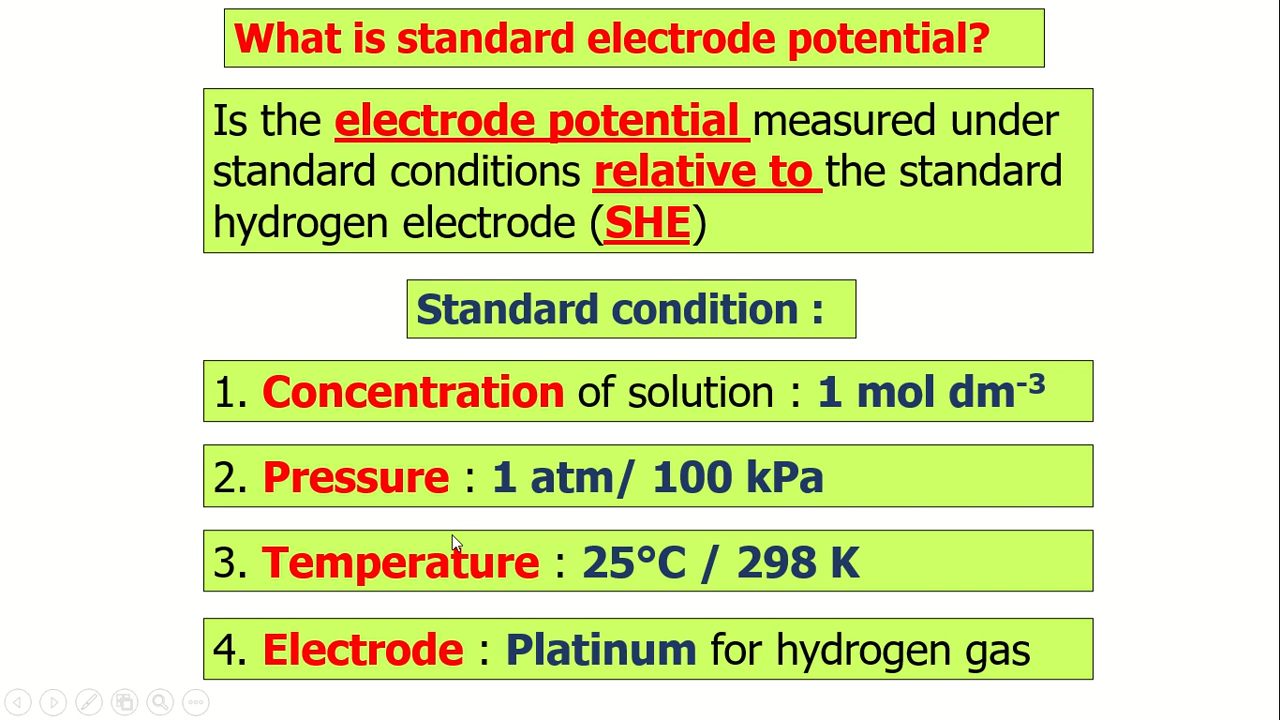 What is standard electrode potential?
Is the electrode potential measured under
standard conditions relative to the standard
hydrogen electrode (SHE)
Standard condition :
1. Concentration of solution : 1 mol dm⁻³
2. Pressure : 1 atm/ 100 kPa
3. Temperature : 25°C / 298 K
4. Electrode : Platinum for hydrogen gas